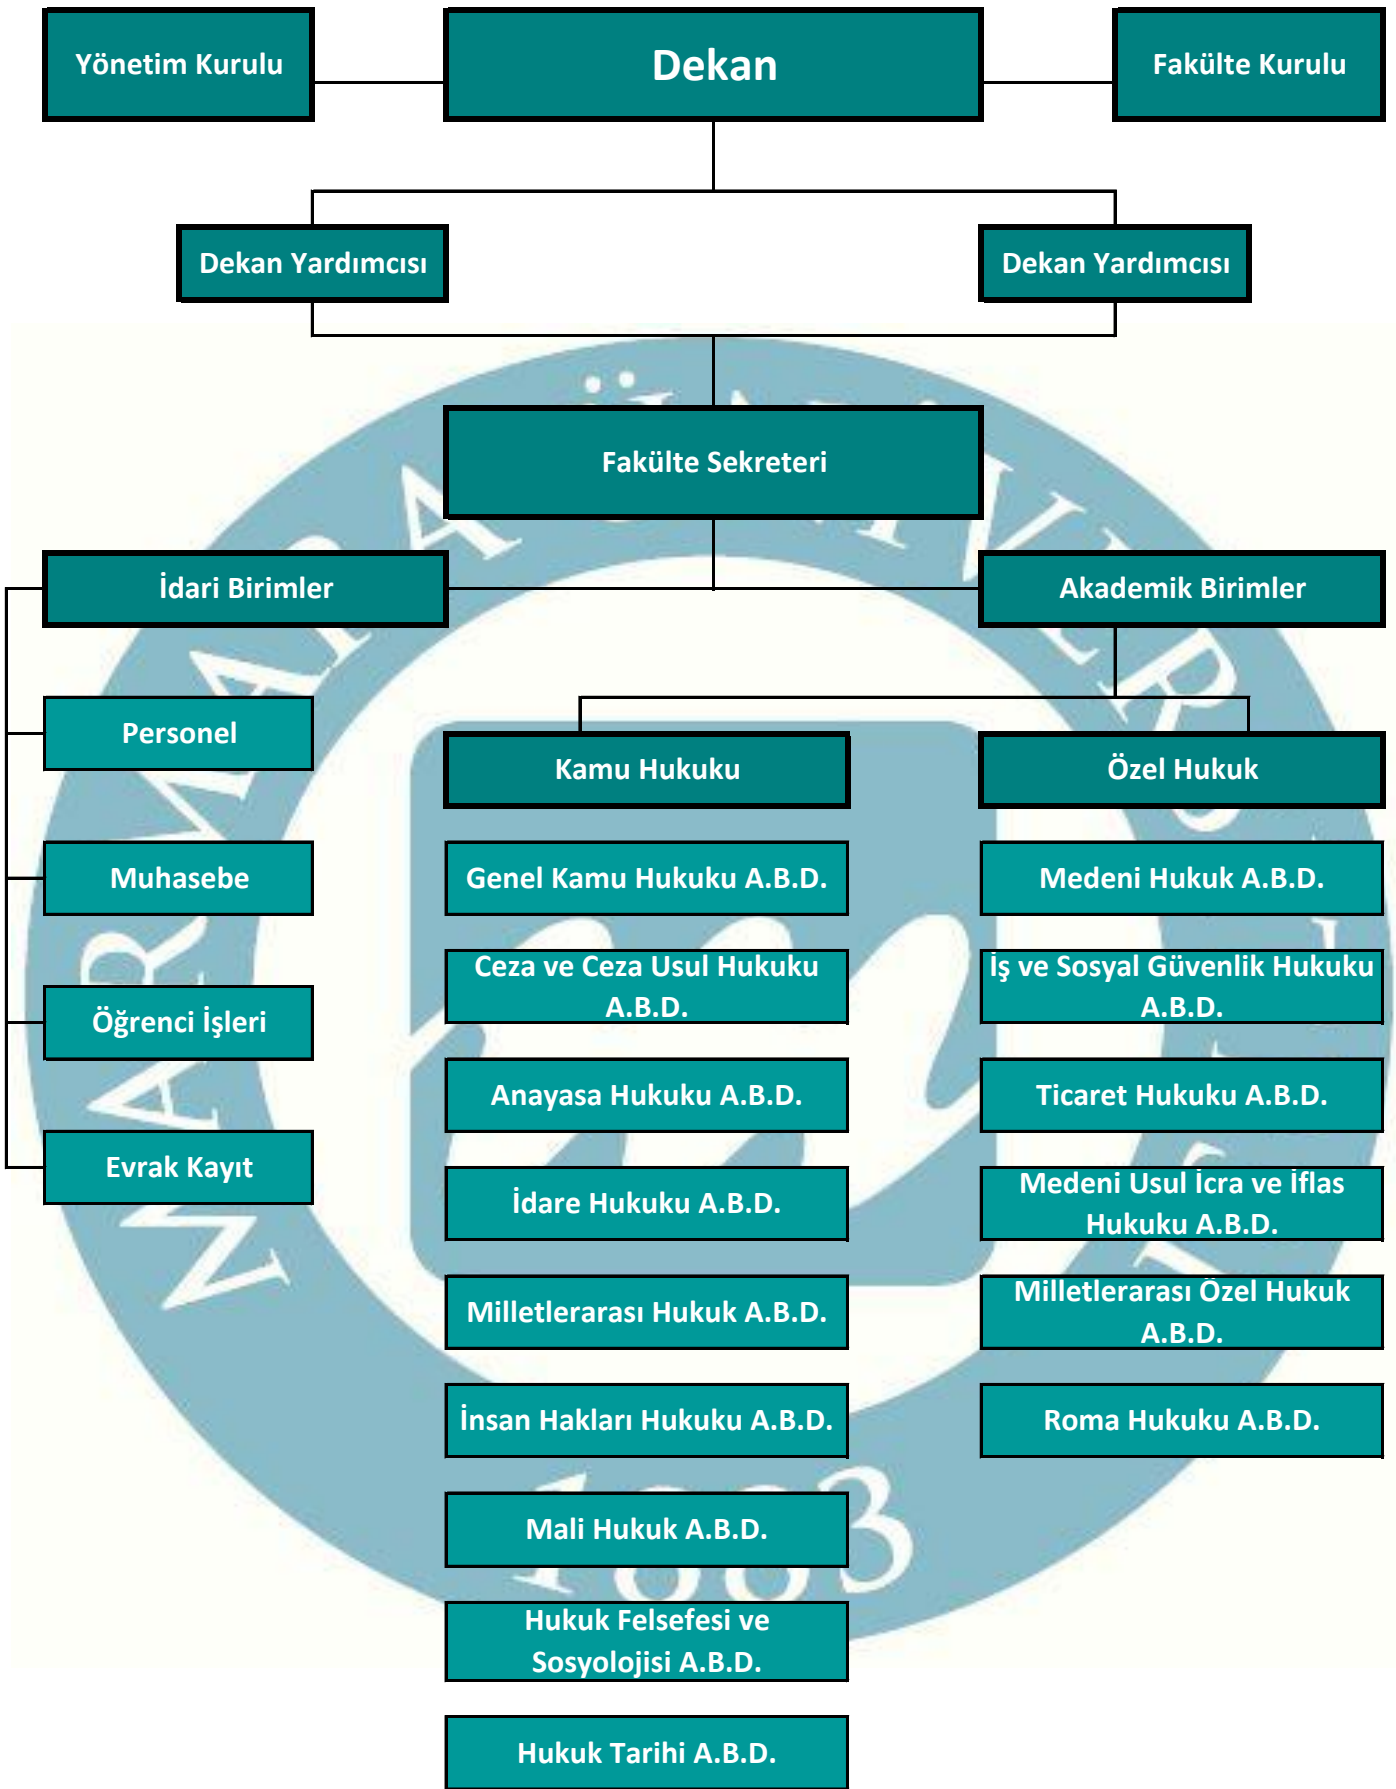 Yönetim Kurulu
Dekan
Fakülte Kurulu
Dekan Yardımcısı
Dekan Yardımcısı
Fakülte Sekreteri
İdari Birimler
Akademik Birimler
Personel
Muhasebe
Öğrenci İşleri
Evrak Kayıt
Kamu Hukuku
Genel Kamu Hukuku A.B.D.
Ceza ve Ceza Usul Hukuku
A.B.D.
Anayasa Hukuku A.B.D.
İdare Hukuku A.B.D.
Milletlerarası Hukuk A.B.D.
İnsan Hakları Hukuku A.B.D.
Mali Hukuk A.B.D.
Hukuk Felsefesi ve
Sosyolojisi A.B.D.
Hukuk Tarihi A.B.D.
Özel Hukuk
Medeni Hukuk A.B.D.
İş ve Sosyal Güvenlik Hukuku
A.B.D.
Ticaret Hukuku A.B.D.
Medeni Usul İcra ve İflas
Hukuku A.B.D.
Milletlerarası Özel Hukuk
A.B.D.
Roma Hukuku A.B.D.
MARMARA
1883